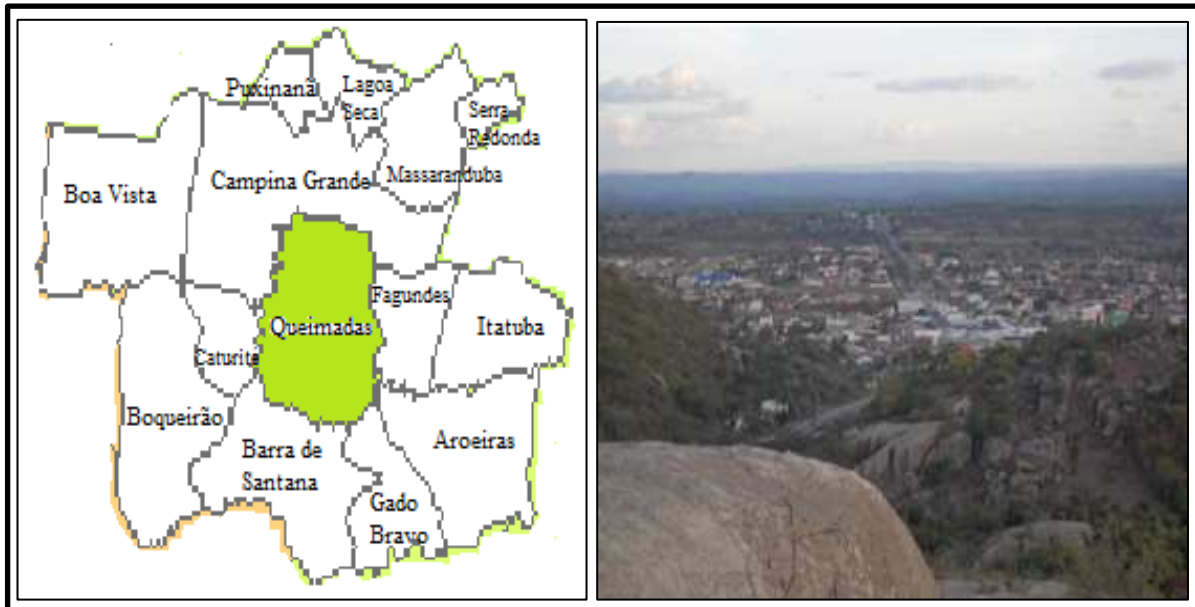 Puxinanã
Lagoa
Seca
Serra
Redonda
Massaranduba
Campina Grande
Boa Vista
Fagundes
Queimadas
Itatuba
Caturite
Boqueirão
Aroeiras
Barra de
Santana
Gado
Bravo